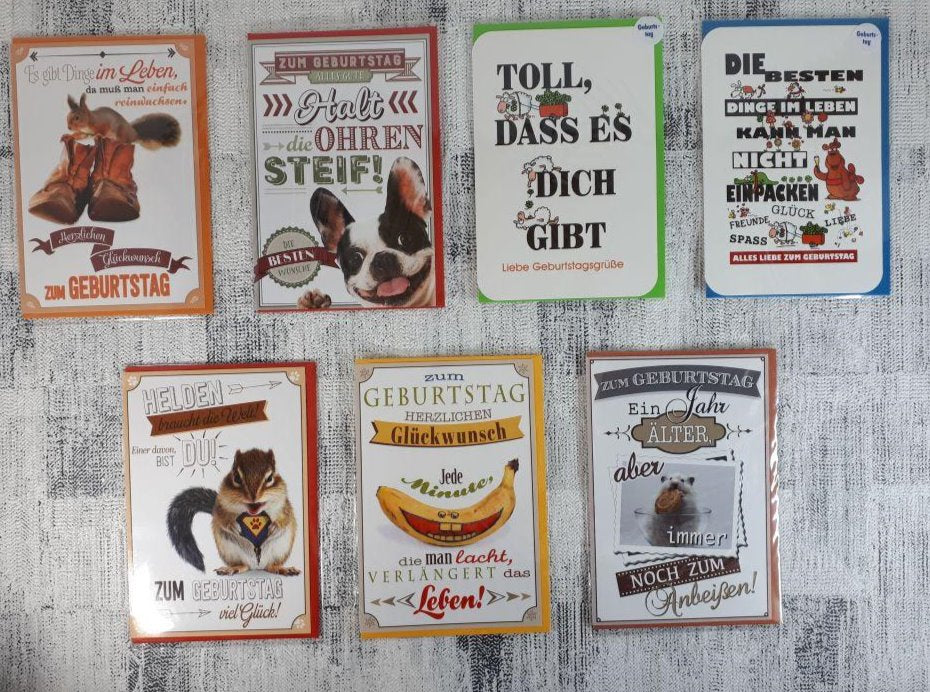 Es gibt Dinge im Leben,
da muß man einfach
reinwachsen.
Herzlichen
Glückwunsch
ZUM GEBURTSTAG
ZUM GEBURTSTAG
ALLES GUTE
Halt
die OHREN
STEIF!
DIE
BESTEN
WÜNSCHE
Geburts-
tag
TOLL,
DASS ES
DICH
GIBT
Liebe Geburtstagsgrüße
Geburts-
tag
DIE
BESTEN
DINGE IM LEBEN
KANN MAN
NICHT
EINPACKEN
GLÜCK
FREUNDE LIEBE
SPASS
ALLES LIEBE ZUM GEBURTSTAG
HELDEN
braucht die Welt!
Einer davon,
BIST DU!
ZUM GEBURTSTAG
viel Glück!
zum
GEBURTSTAG
HERZLICHEN
Glückwunsch
Jede
Minute,
die man lacht,
VERLÄNGERT das
Leben!
ZUM GEBURTSTAG
Ein Jahr
ÄLTER,
aber
immer
NOCH ZUM
Anbeißen!